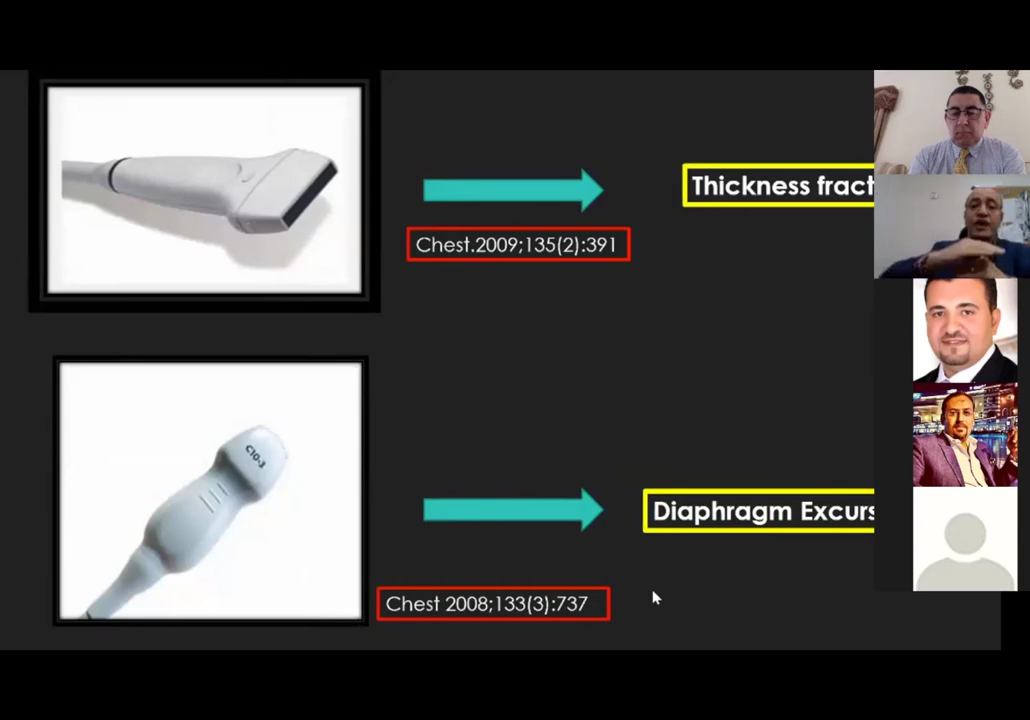 Thickness fract
Chest.2009;135(2):391
C10-3
Diaphragm Excurs
Chest 2008;133(3):737